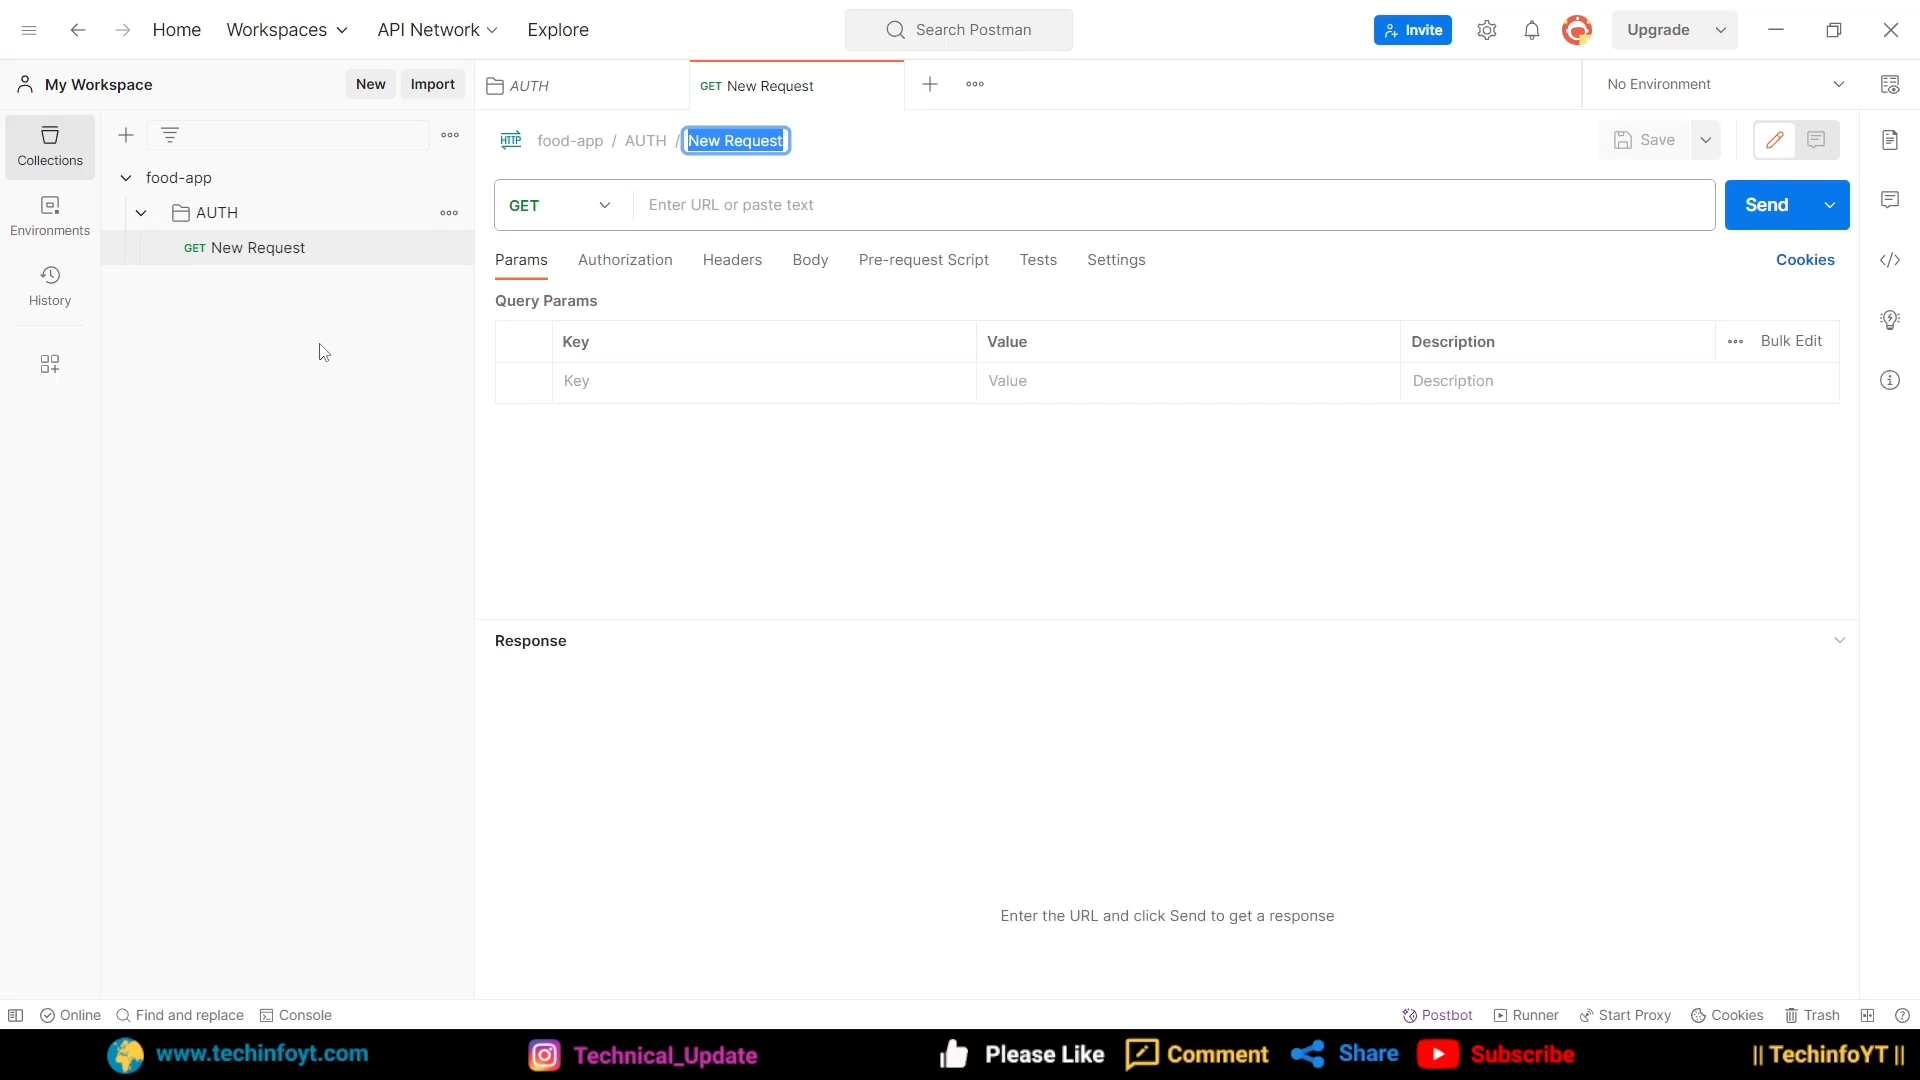 Home Workspaces API Network Explore Search Postman Invite Upgrade
My Workspace New Import AUTH GET New Request No Environment
HTTP food-app / AUTH / New Request Save
Collections
food-app
AUTH
GET New Request
Environments
History
GET Enter URL or paste text Send
Params Authorization Headers Body Pre-request Script Tests Settings Cookies
Query Params
Key Value Description Bulk Edit
Key Value Description
Response
Enter the URL and click Send to get a response
Online Find and replace Console Postbot Runner Start Proxy Cookies Trash
www.techinfoyt.com Technical_Update Please Like Comment Share Subscribe || TechinfoYT ||